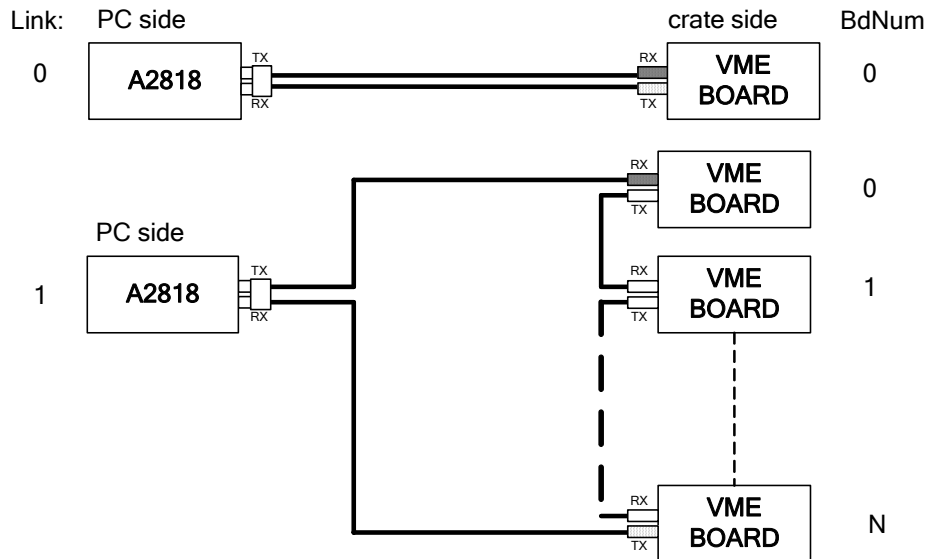 Link: PC side crate side BdNum
TX RX
0 A2818 VME BOARD 0
RX TX
RX
VME BOARD 0
TX
PC side
TX RX
1 A2818 VME BOARD 1
RX TX
RX
VME BOARD N
TX